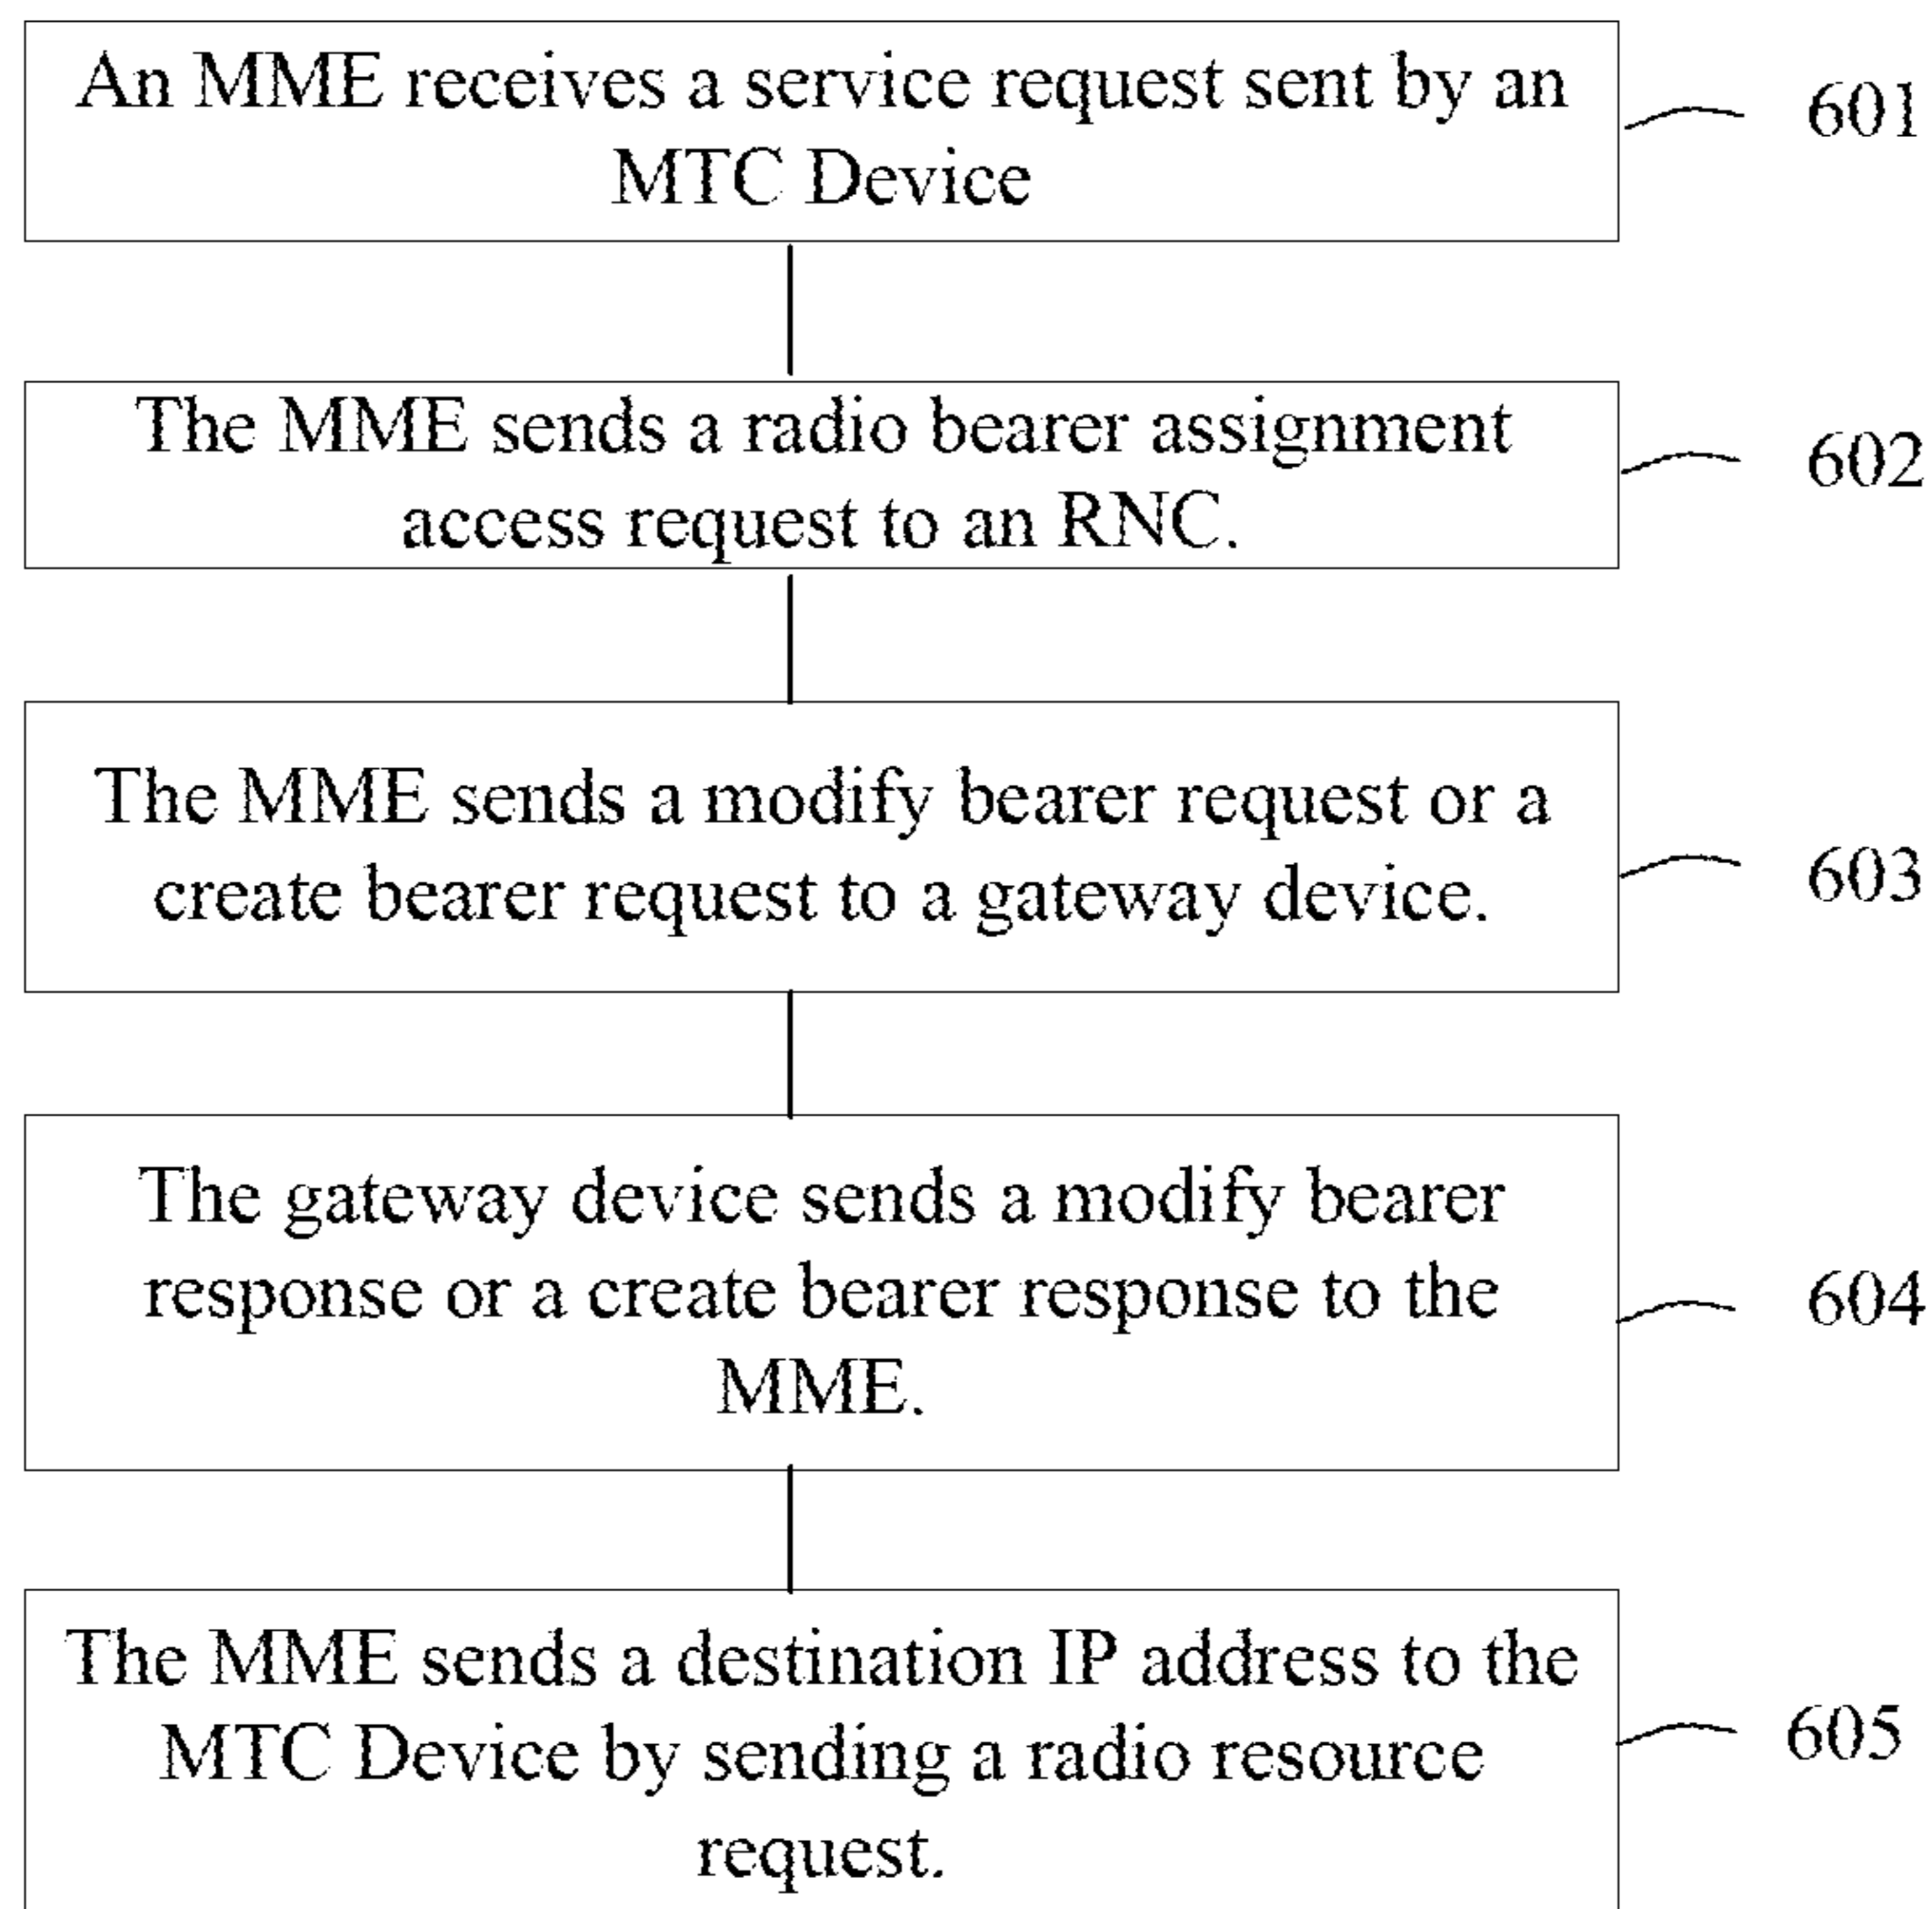 An MME receives a service request sent by an
MTC Device
601
The MME sends a radio bearer assignment
access request to an RNC.
602
The MME sends a modify bearer request or a
create bearer request to a gateway device.
603
The gateway device sends a modify bearer
response or a create bearer response to the
MME.
604
The MME sends a destination IP address to the
MTC Device by sending a radio resource
request.
605